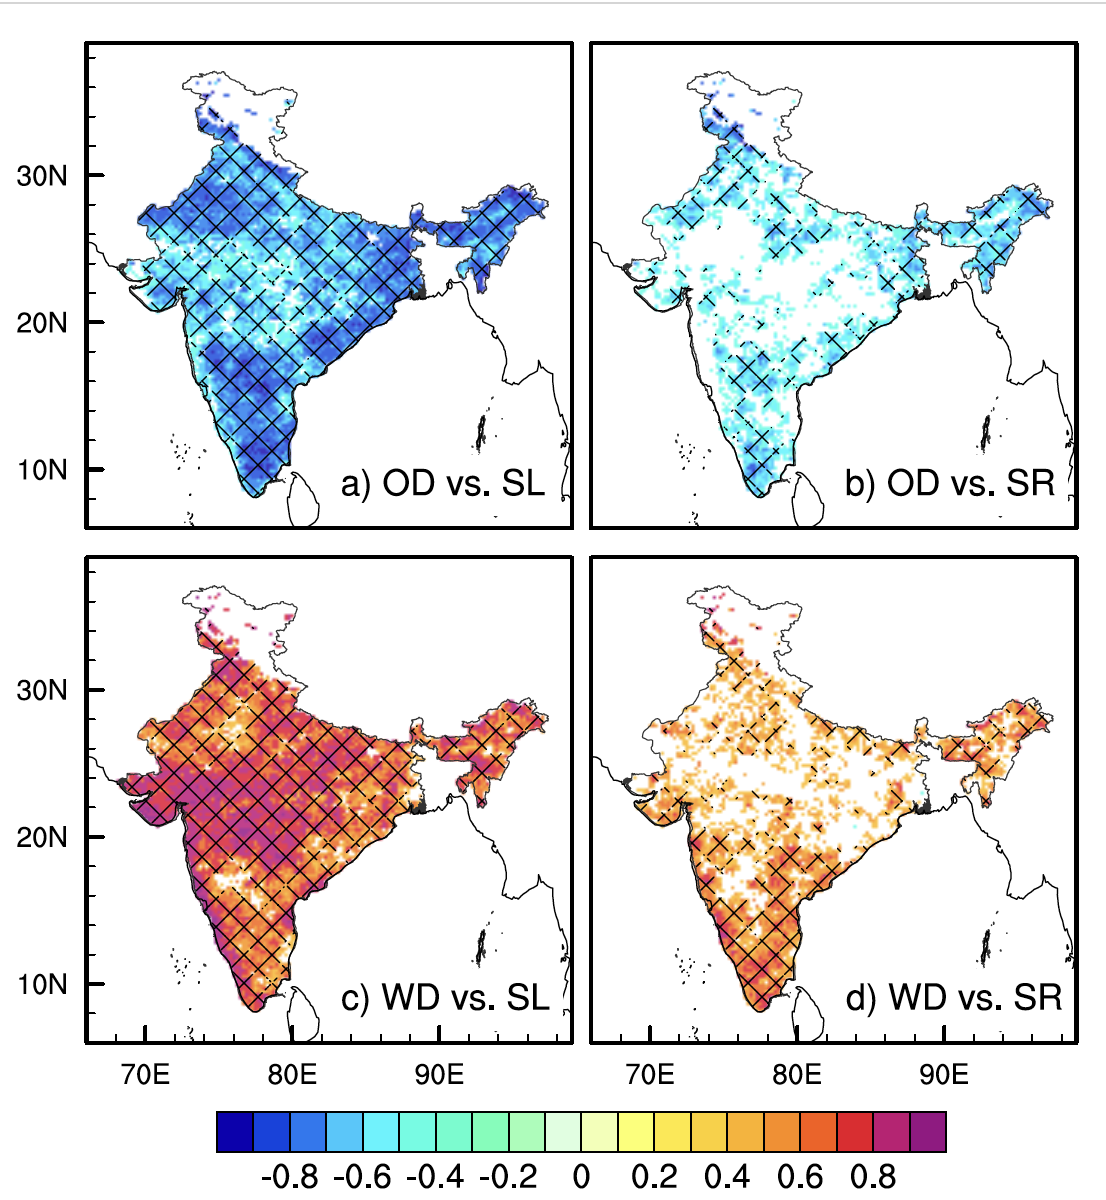 30N
20N
10N
a) OD vs. SL
b) OD vs. SR
30N
20N
10N
c) WD vs. SL
d) WD vs. SR
70E 80E 90E 70E 80E 90E
-0.8 -0.6 -0.4 -0.2 0 0.2 0.4 0.6 0.8